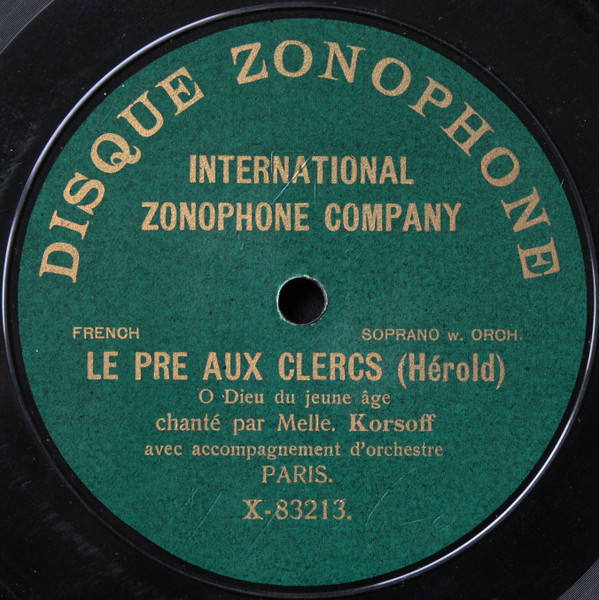 DISQUE ZONOPHONE
INTERNATIONAL
ZONOPHONE COMPANY
FRENCH SOPRANO w. ORCH.
LE PRE AUX CLERCS (Hérold)
O Dieu du jeune âge
chanté par Melle. Korsoff
avec accompagnement d'orchestre
PARIS.
X-83213.